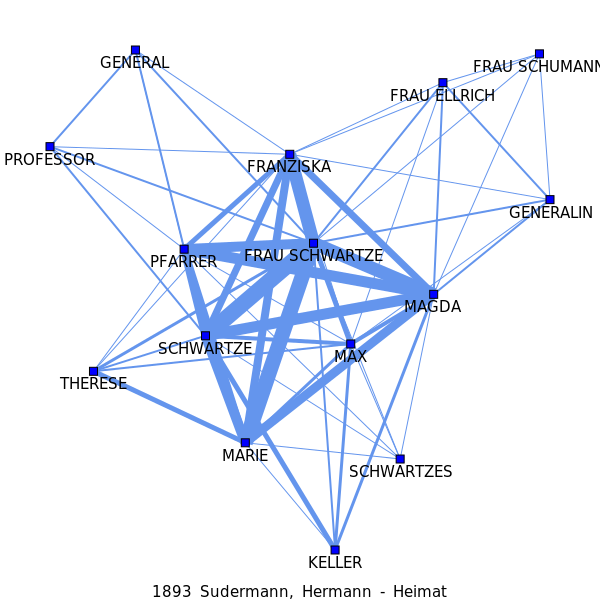 GENERAL
FRAU SCHUMANN
FRAU ELLRICH
PROFESSOR
FRANZISKA
GENERALIN
PFARRER
FRAU SCHWARTZE
MAGDA
SCHWARTZE
MAX
THERESE
MARIE
SCHWARTZES
KELLER
1893 Sudermann, Hermann - Heimat